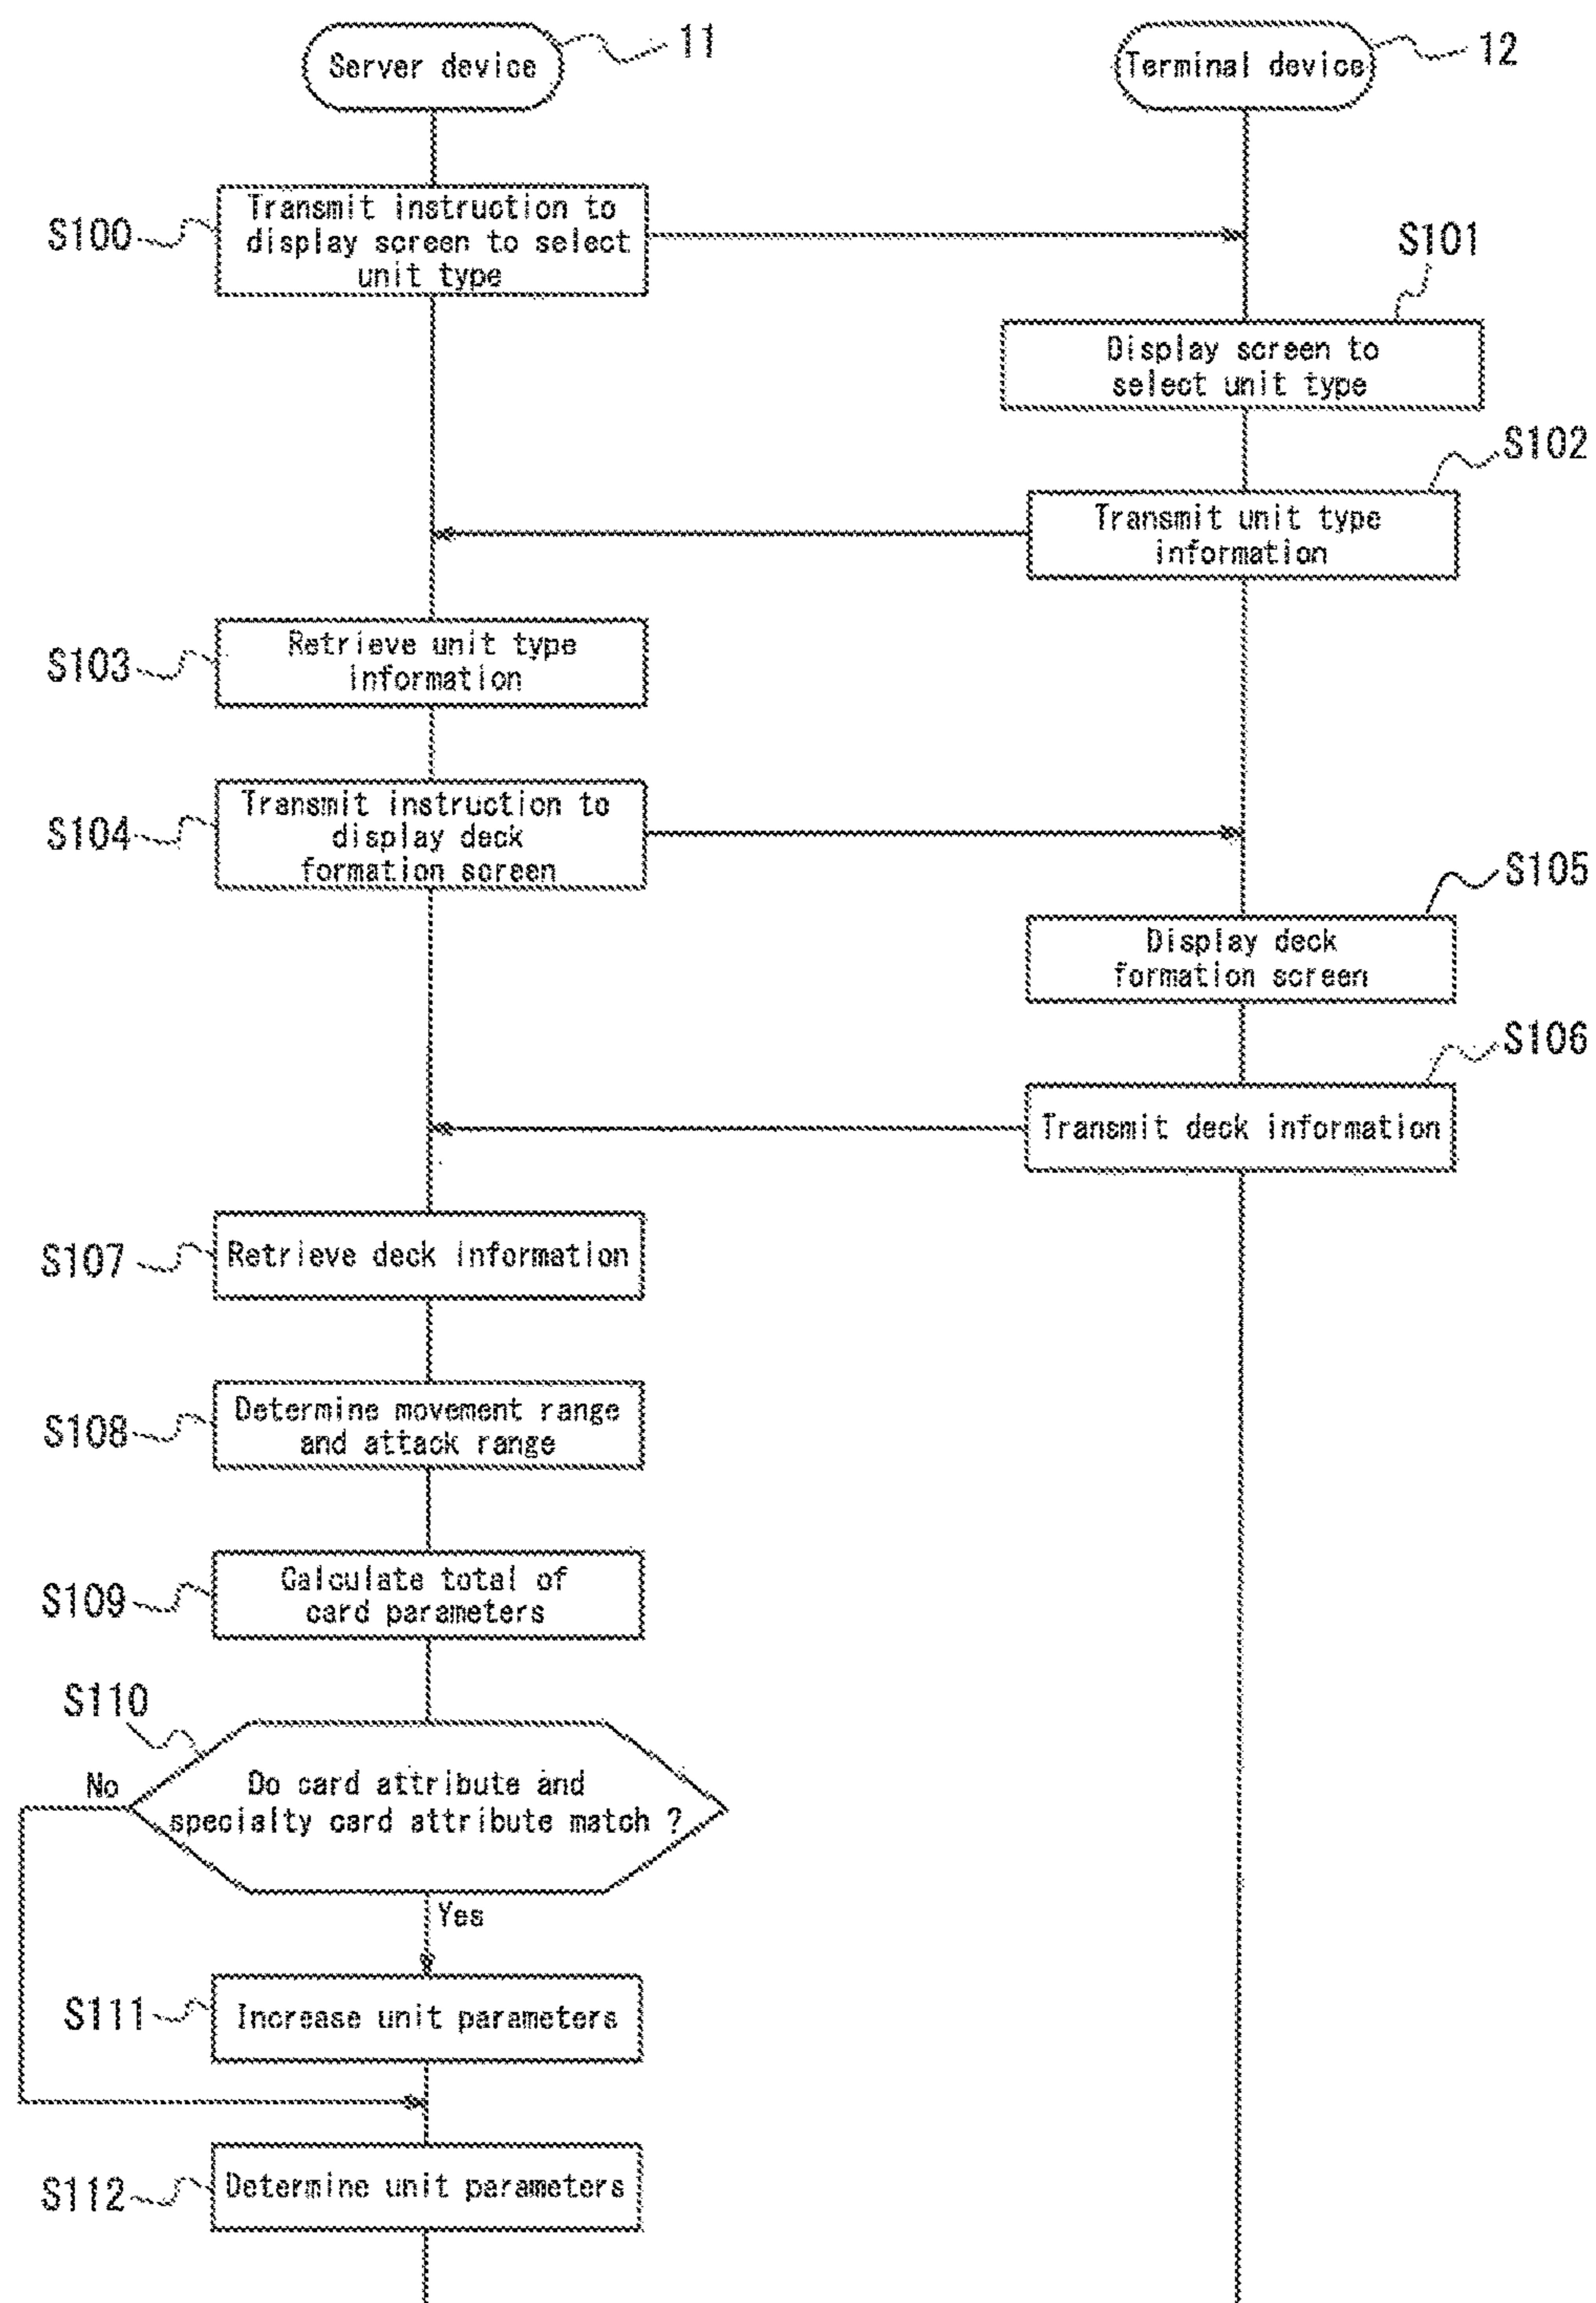 Server device
11
Terminal device
12
S100
Transmit instruction to
display screen to select
unit type
S101
Display screen to
select unit type
S102
Transmit unit type
information
S103
Retrieve unit type
information
S104
Transmit instruction to
display deck
formation screen
S105
Display deck
formation screen
S106
Transmit deck information
S107
Retrieve deck information
S108
Determine movement range
and attack range
S109
Calculate total of
card parameters
S110
No
Do card attribute and
specialty card attribute match ?
Yes
S111
Increase unit parameters
S112
Determine unit parameters